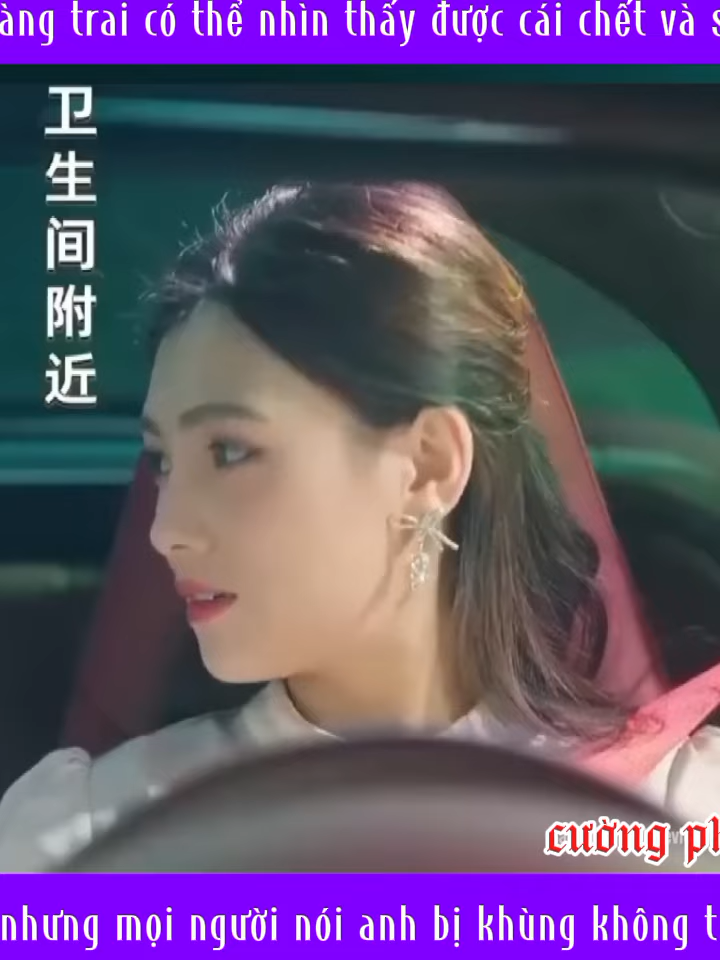 àng trai có thể nhìn thấy được cái chết và s
卫生间附近
cường ph
nhưng mọi người nói anh bị khùng không t